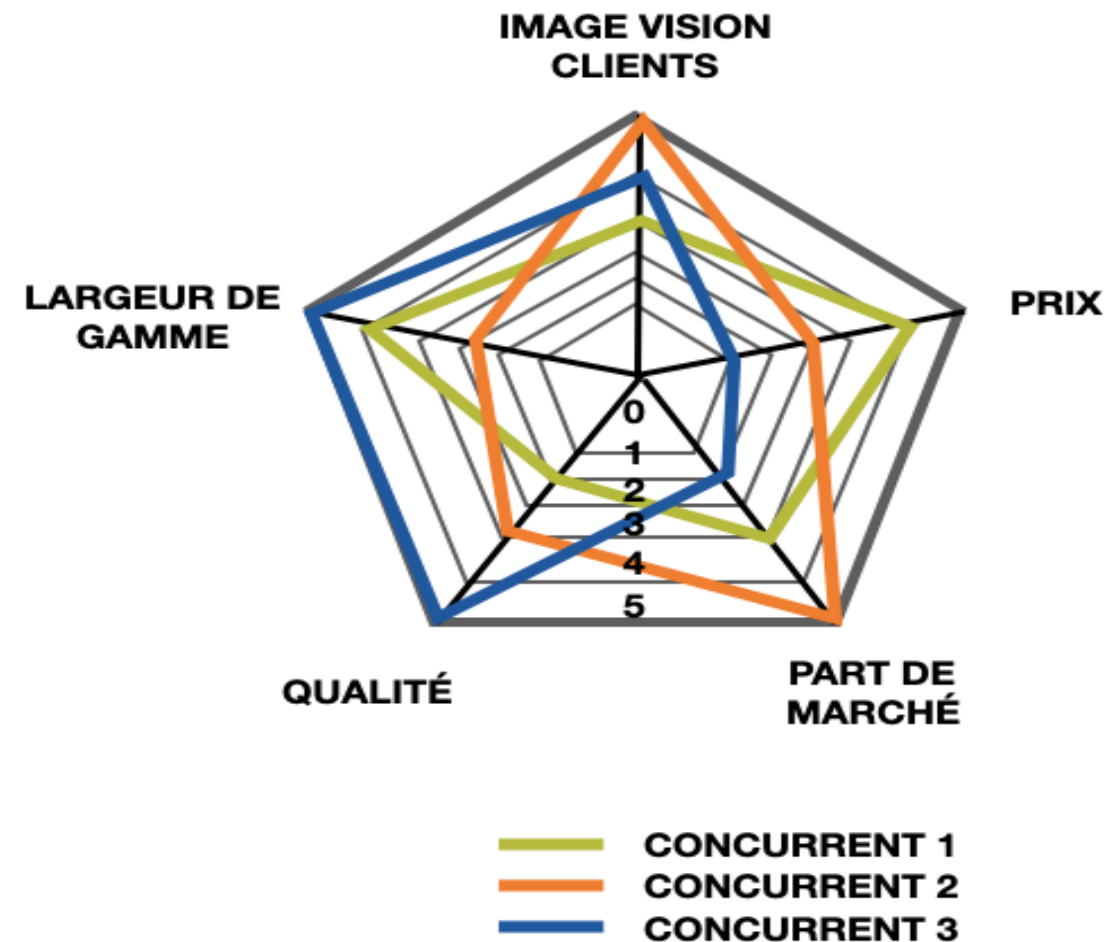 IMAGE VISION
CLIENTS
LARGEUR DE
GAMME
PRIX
0
1
2
3
4
5
QUALITÉ
PART DE
MARCHÉ
CONCURRENT 1
CONCURRENT 2
CONCURRENT 3